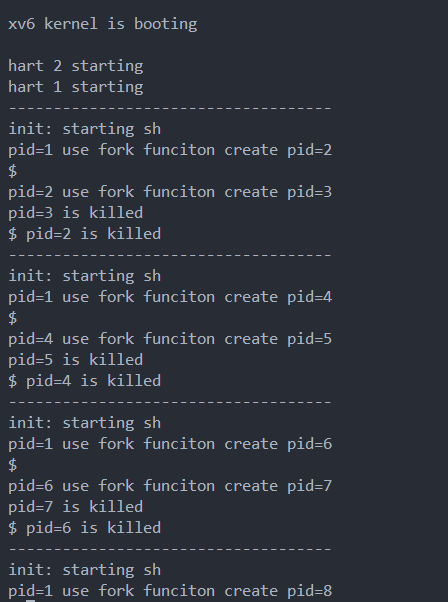 xv6 kernel is booting
hart 2 starting
hart 1 starting
------------------------------------
init: starting sh
pid=1 use fork funciton create pid=2
$
pid=2 use fork funciton create pid=3
pid=3 is killed
$ pid=2 is killed
------------------------------------
init: starting sh
pid=1 use fork funciton create pid=4
$
pid=4 use fork funciton create pid=5
pid=5 is killed
$ pid=4 is killed
------------------------------------
init: starting sh
pid=1 use fork funciton create pid=6
$
pid=6 use fork funciton create pid=7
pid=7 is killed
$ pid=6 is killed
------------------------------------
init: starting sh
pid=1 use fork funciton create pid=8